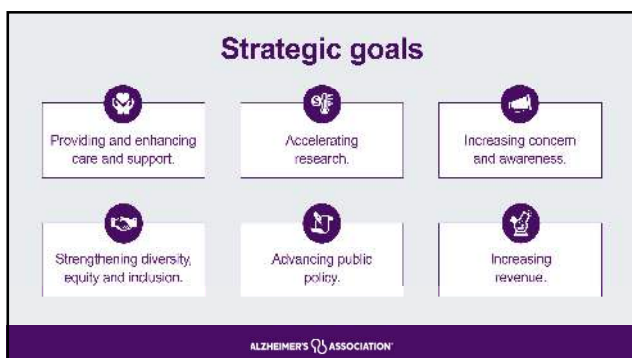 Strategic goals
Providing and enhancing
care and support.
Accelerating
research.
Increasing concern
and awareness.
Strengthening diversity,
equity and inclusion.
Advancing public
policy.
Increasing
revenue.
ALZHEIMER'S ASSOCIATION